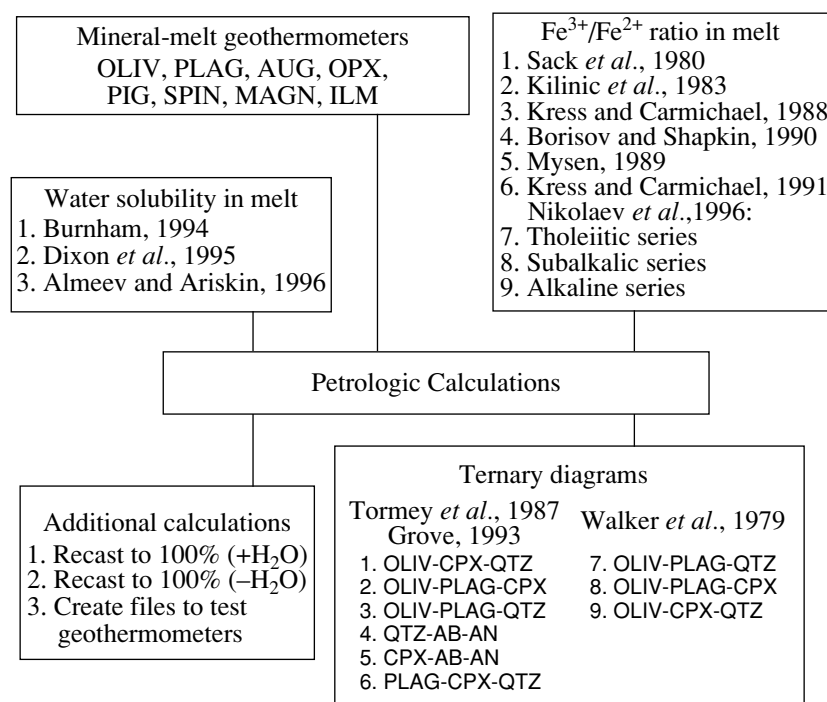 Mineral-melt geothermometers
OLIV, PLAG, AUG, OPX,
PIG, SPIN, MAGN, ILM
Fe³⁺/Fe²⁺ ratio in melt
1. Sack et al., 1980
2. Kilinic et al., 1983
3. Kress and Carmichael, 1988
4. Borisov and Shapkin, 1990
5. Mysen, 1989
6. Kress and Carmichael, 1991
Nikolaev et al.,1996:
7. Tholeiitic series
8. Subalkalic series
9. Alkaline series
Water solubility in melt
1. Burnham, 1994
2. Dixon et al., 1995
3. Almeev and Ariskin, 1996
Petrologic Calculations
Additional calculations
1. Recast to 100% (+H₂O)
2. Recast to 100% (–H₂O)
3. Create files to test
geothermometers
Ternary diagrams
Tormey et al., 1987
Grove, 1993
1. OLIV-CPX-QTZ
2. OLIV-PLAG-CPX
3. OLIV-PLAG-QTZ
4. QTZ-AB-AN
5. CPX-AB-AN
6. PLAG-CPX-QTZ
Walker et al., 1979
7. OLIV-PLAG-QTZ
8. OLIV-PLAG-CPX
9. OLIV-CPX-QTZ